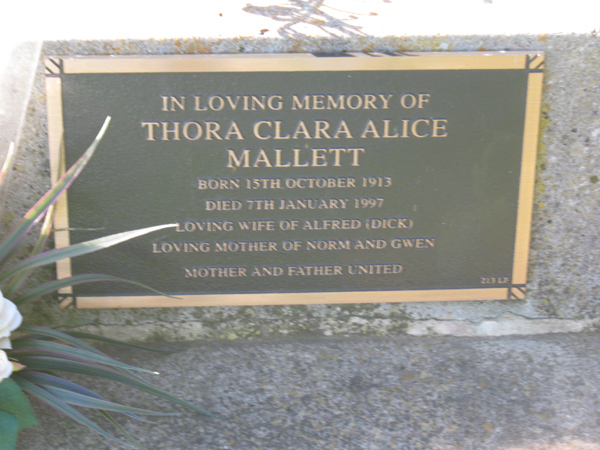 IN LOVING MEMORY OF
THORA CLARA ALICE
MALLETT
BORN 15TH OCTOBER 1913
DIED 7TH JANUARY 1997
LOVING WIFE OF ALFRED (DICK)
LOVING MOTHER OF NORM AND GWEN
MOTHER AND FATHER UNITED
213 LP